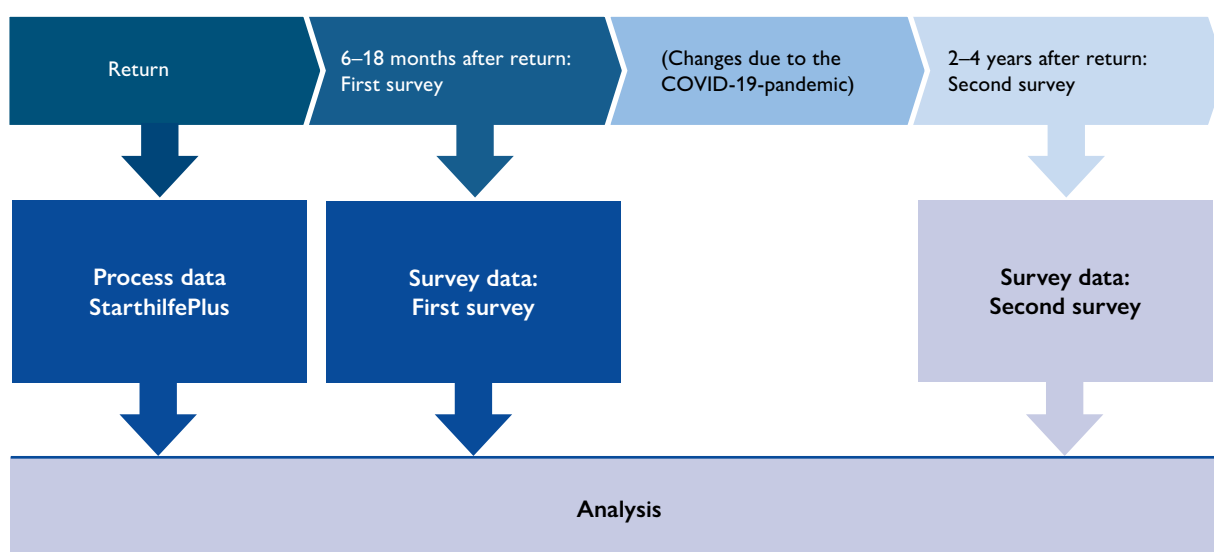 Return
6–18 months after return:
First survey
(Changes due to the
COVID-19-pandemic)
2–4 years after return:
Second survey
Process data
StarthilfePlus
Survey data:
First survey
Survey data:
Second survey
Analysis